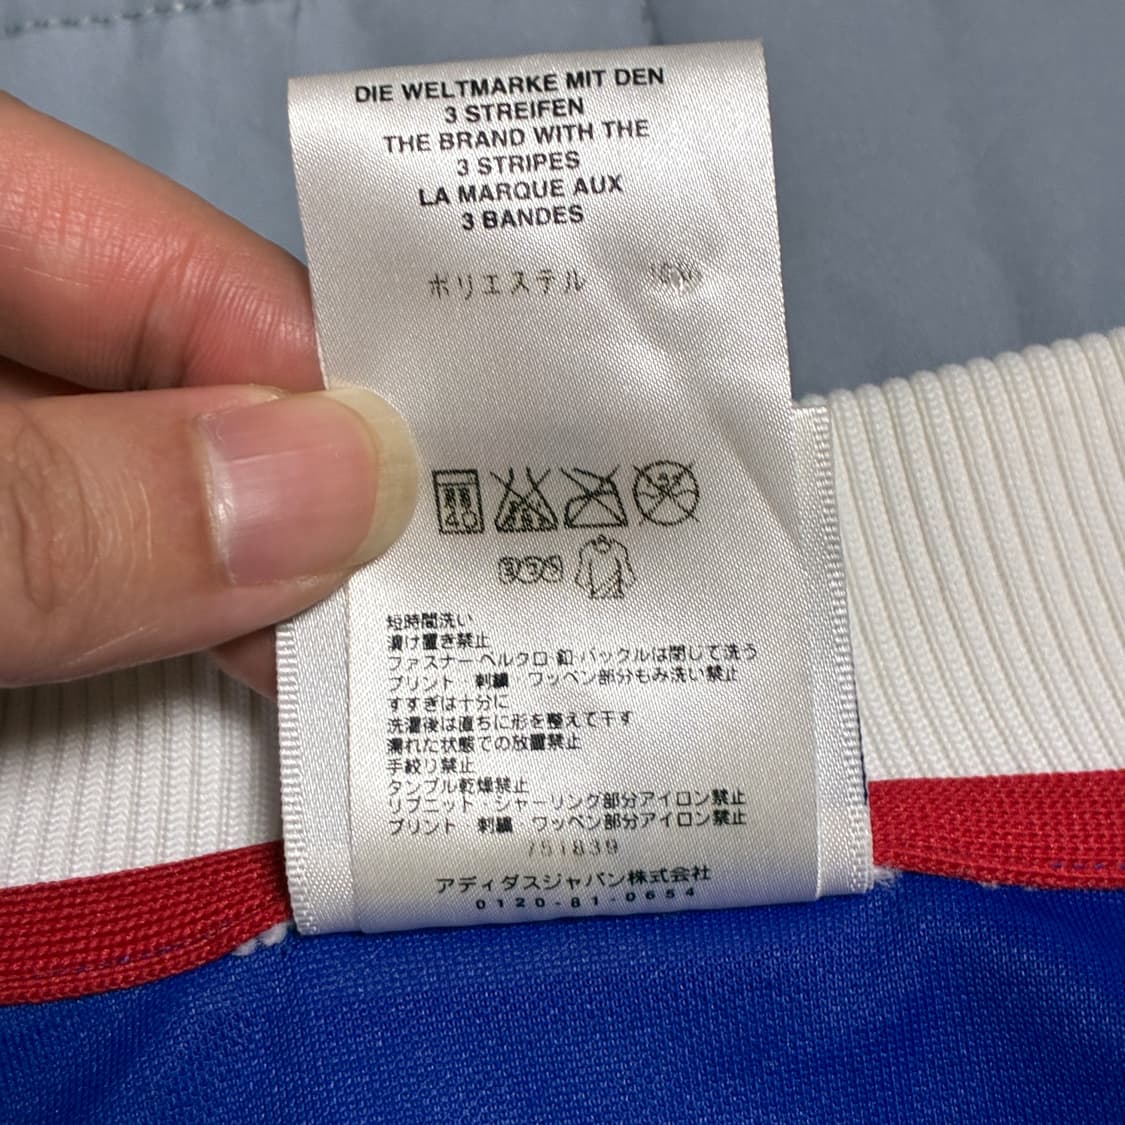 DIE WELTMARKE MIT DEN
3 STREIFEN
THE BRAND WITH THE
3 STRIPES
LA MARQUE AUX
3 BANDES
ポリエステル
40
短時間洗い
漬け置き禁止
ファスナー・ベルクロ・釦・バックルは閉じて洗う
プリント・刺繍・ワッペン部分もみ洗い禁止
すすぎは十分に
洗濯後は直ちに形を整えて干す
濡れた状態での放置禁止
手絞り禁止
タンブル乾燥禁止
リブニット・シャーリング部分アイロン禁止
プリント・刺繍・ワッペン部分アイロン禁止
751839
アディダスジャパン株式会社
0120-81-0654